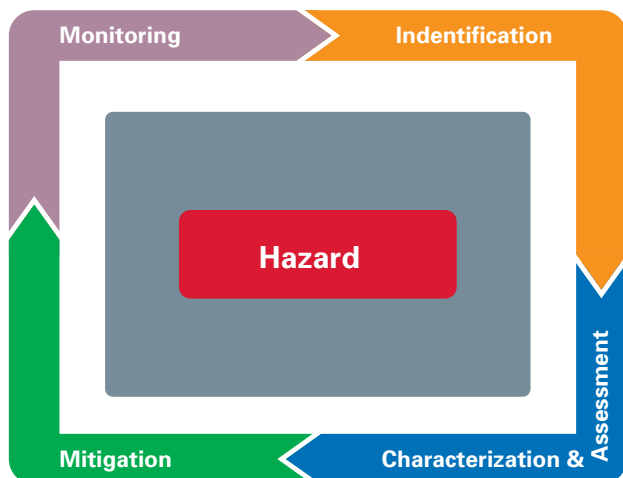 Monitoring
Indentification
Hazard
Assessment
Mitigation
Characterization &